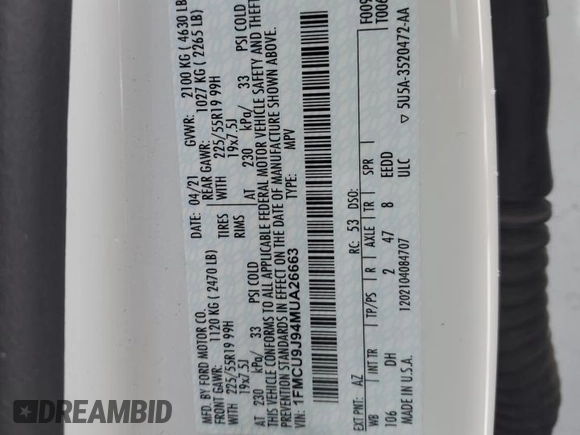 MFD. BY FORD MOTOR CO.
DATE: 04/21
GVWR: 2100 KG ( 4630 LB
FRONT GAWR: 1120 KG ( 2470 LB)
REAR GAWR: 1027 KG ( 2265 LB)
WITH 225/55R19 99H
TIRES
WITH 225/55R19 99H
19x7.5J
RIMS
19x7.5J
AT 230 kPa/ 33 PSI COLD
AT 230 kPa/ 33 PSI COLD
THIS VEHICLE CONFORMS TO ALL APPLICABLE FEDERAL MOTOR VEHICLE SAFETY AND THEFT
PREVENTION STANDARDS IN EFFECT ON THE DATE OF MANUFACTURE SHOWN ABOVE.
VIN: 1FMCU9J94MUA26663
TYPE: MPV
F009
T006
EXT PNT: AZ RC: 53 DSO:
WB INT TR TP/PS R AXLE TR SPR
106 DH 2 47 8 EEDD
MADE IN U.S.A. 1202104084707 ULC ▽ 5U5A-3520472-AA
DREAMBID
dreambid.com